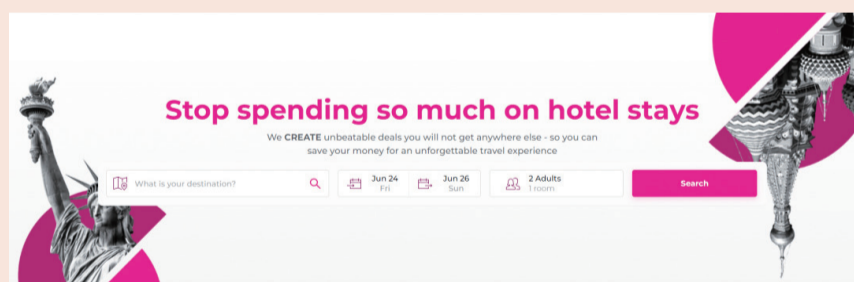 Stop spending so much on hotel stays
We CREATE unbeatable deals you will not get anywhere else - so you can
save your money for an unforgettable travel experience
What is your destination?
Jun 24
Fri
Jun 26
Sun
2 Adults
1 room
Search